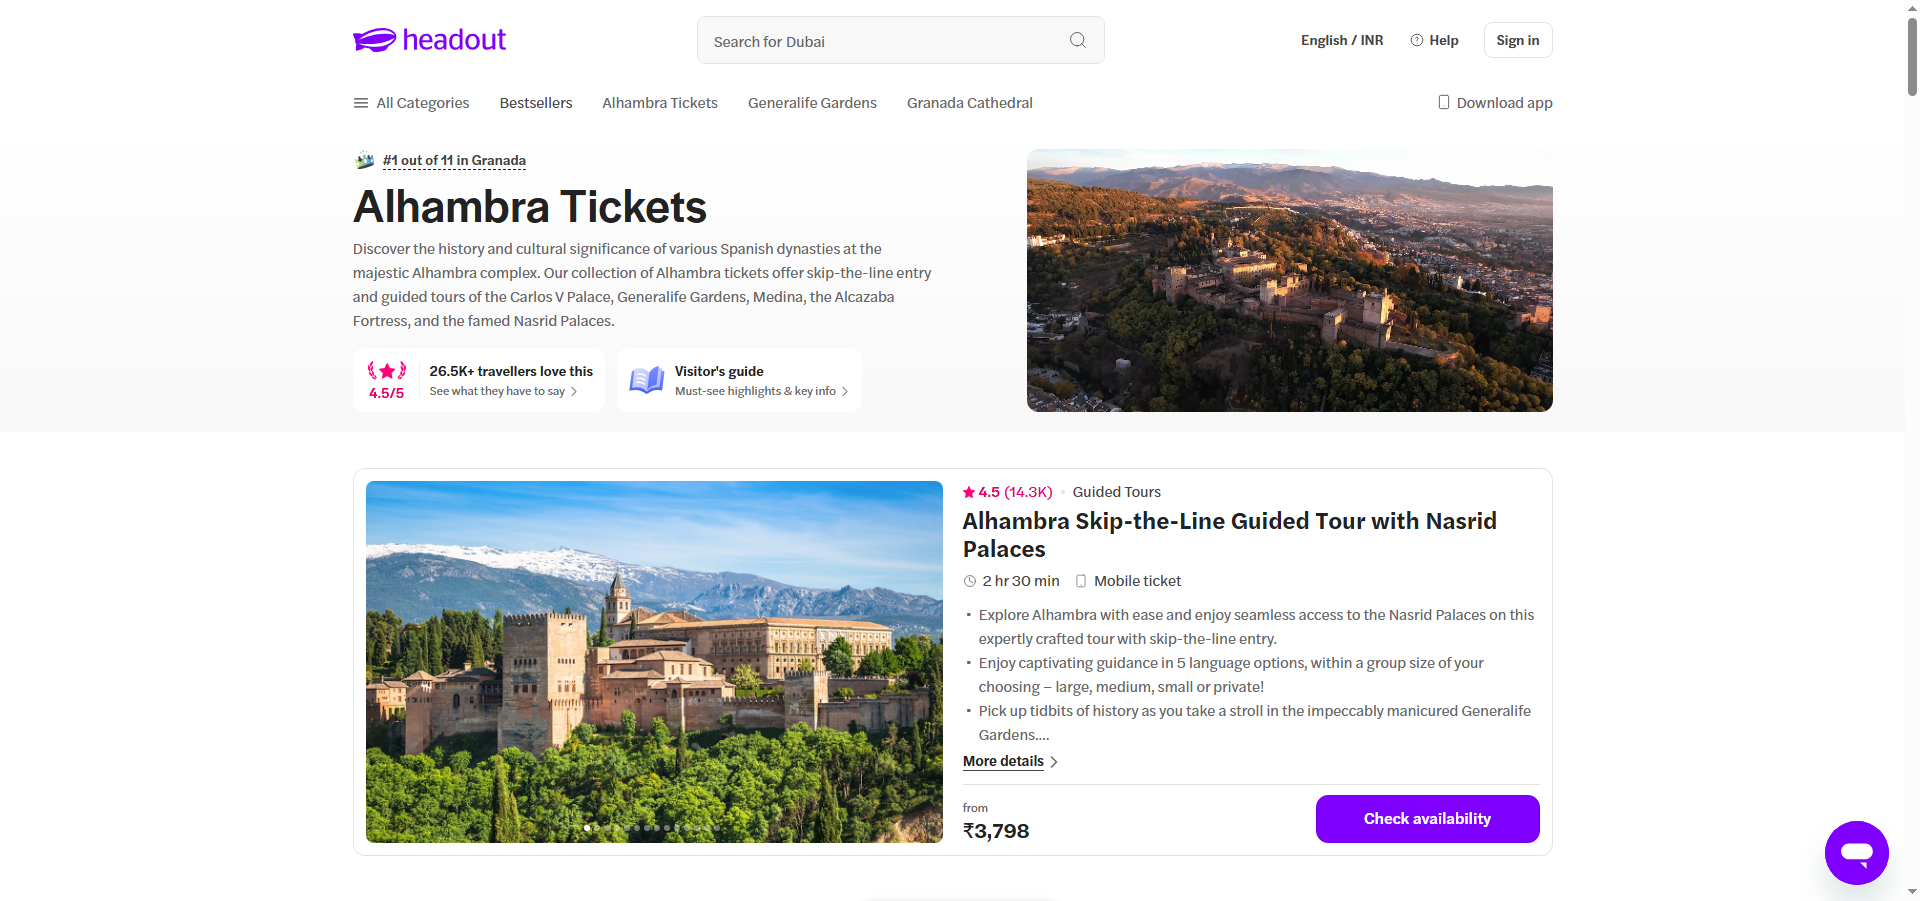 headout
Search for Dubai
English / INR
Help
Sign in
All Categories
Bestsellers
Alhambra Tickets
Generalife Gardens
Granada Cathedral
Download app
#1 out of 11 in Granada
Alhambra Tickets
Discover the history and cultural significance of various Spanish dynasties at the
majestic Alhambra complex. Our collection of Alhambra tickets offer skip-the-line entry
and guided tours of the Carlos V Palace, Generalife Gardens, Medina, the Alcazaba
Fortress, and the famed Nasrid Palaces.
4.5/5
26.5K+ travellers love this
See what they have to say
Visitor's guide
Must-see highlights & key info
4.5 (14.3K) • Guided Tours
Alhambra Skip-the-Line Guided Tour with Nasrid
Palaces
2 hr 30 min
Mobile ticket
• Explore Alhambra with ease and enjoy seamless access to the Nasrid Palaces on this
expertly crafted tour with skip-the-line entry.
• Enjoy captivating guidance in 5 language options, within a group size of your
choosing – large, medium, small or private!
• Pick up tidbits of history as you take a stroll in the impeccably manicured Generalife
Gardens....
More details
from
₹3,798
Check availability